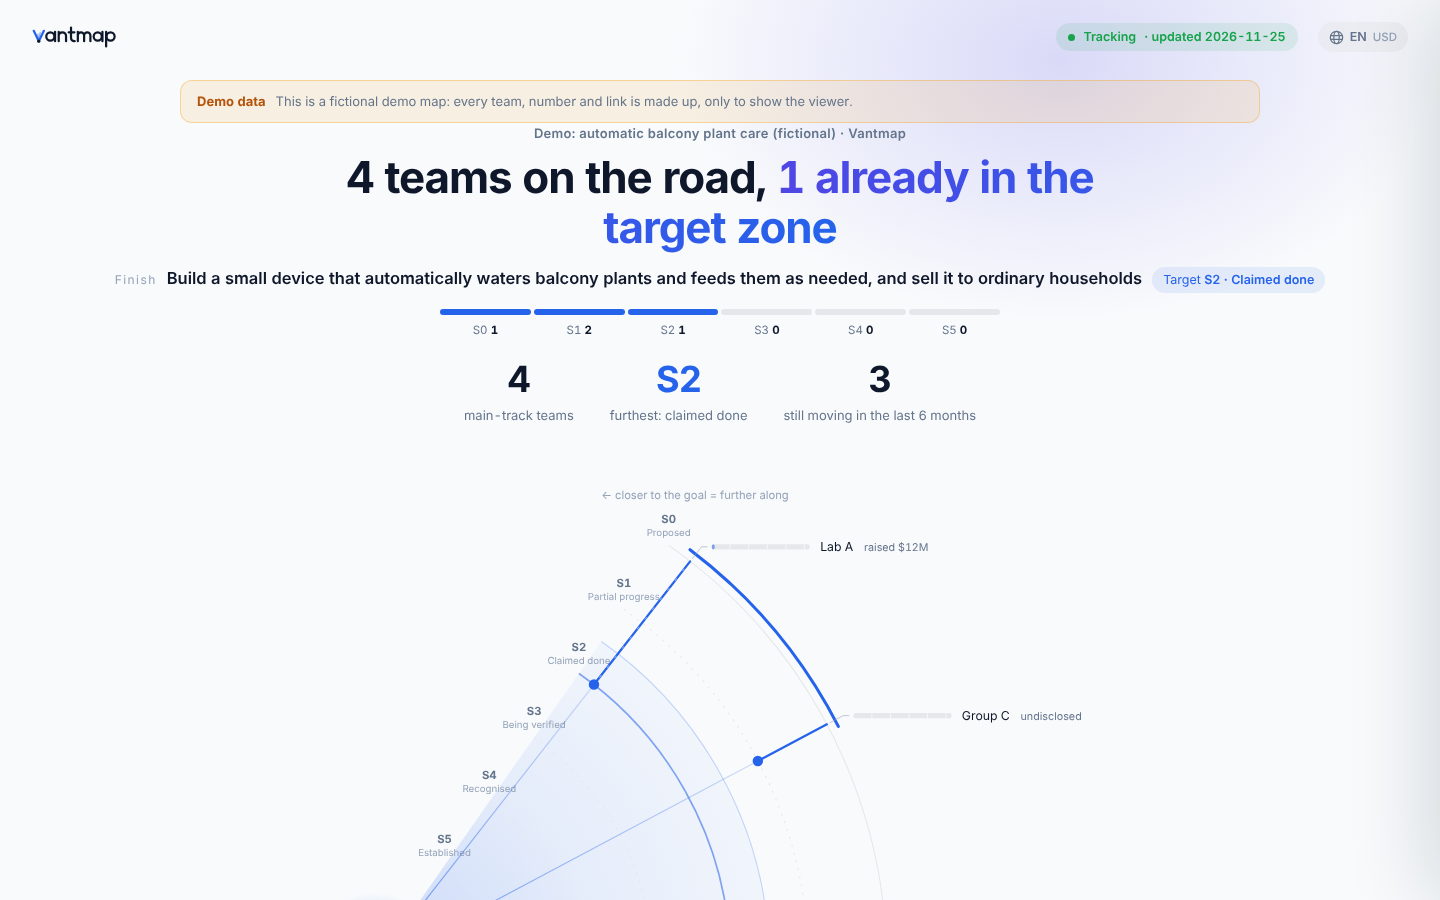 vantmap
Tracking · updated 2026-11-25
EN USD
Demo data This is a fictional demo map: every team, number and link is made up, only to show the viewer.
Demo: automatic balcony plant care (fictional) · Vantmap
4 teams on the road, 1 already in the
target zone
Finish Build a small device that automatically waters balcony plants and feeds them as needed, and sell it to ordinary households Target S2 · Claimed done
S0 1 S1 2 S2 1 S3 0 S4 0 S5 0
4 S2 3
main-track teams furthest: claimed done still moving in the last 6 months
← closer to the goal = further along
S0
Proposed
Lab A raised $12M
S1
Partial progress
S2
Claimed done
S3
Being verified
Group C undisclosed
S4
Recognised
S5
Established